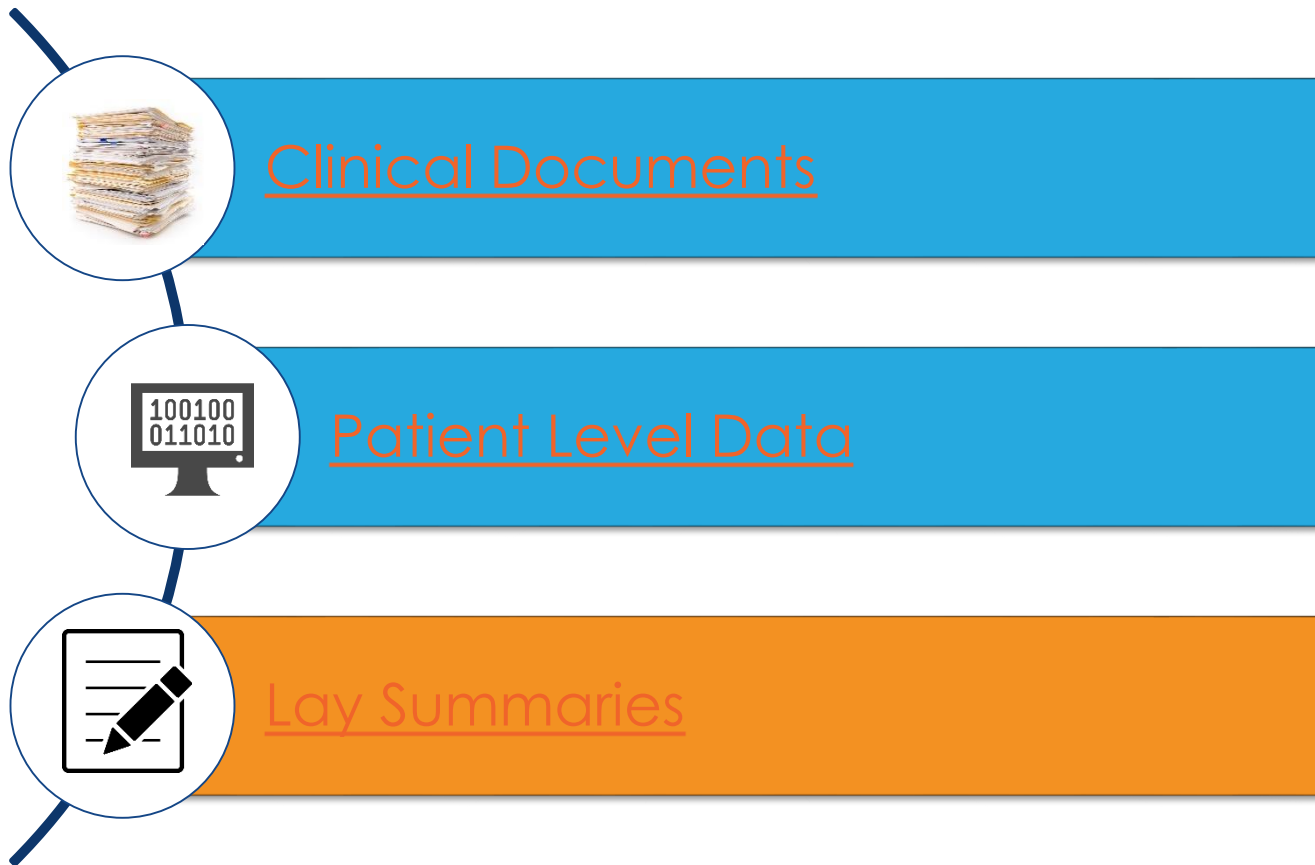 Clinical Documents
100100
011010
Patient Level Data
Lay Summaries